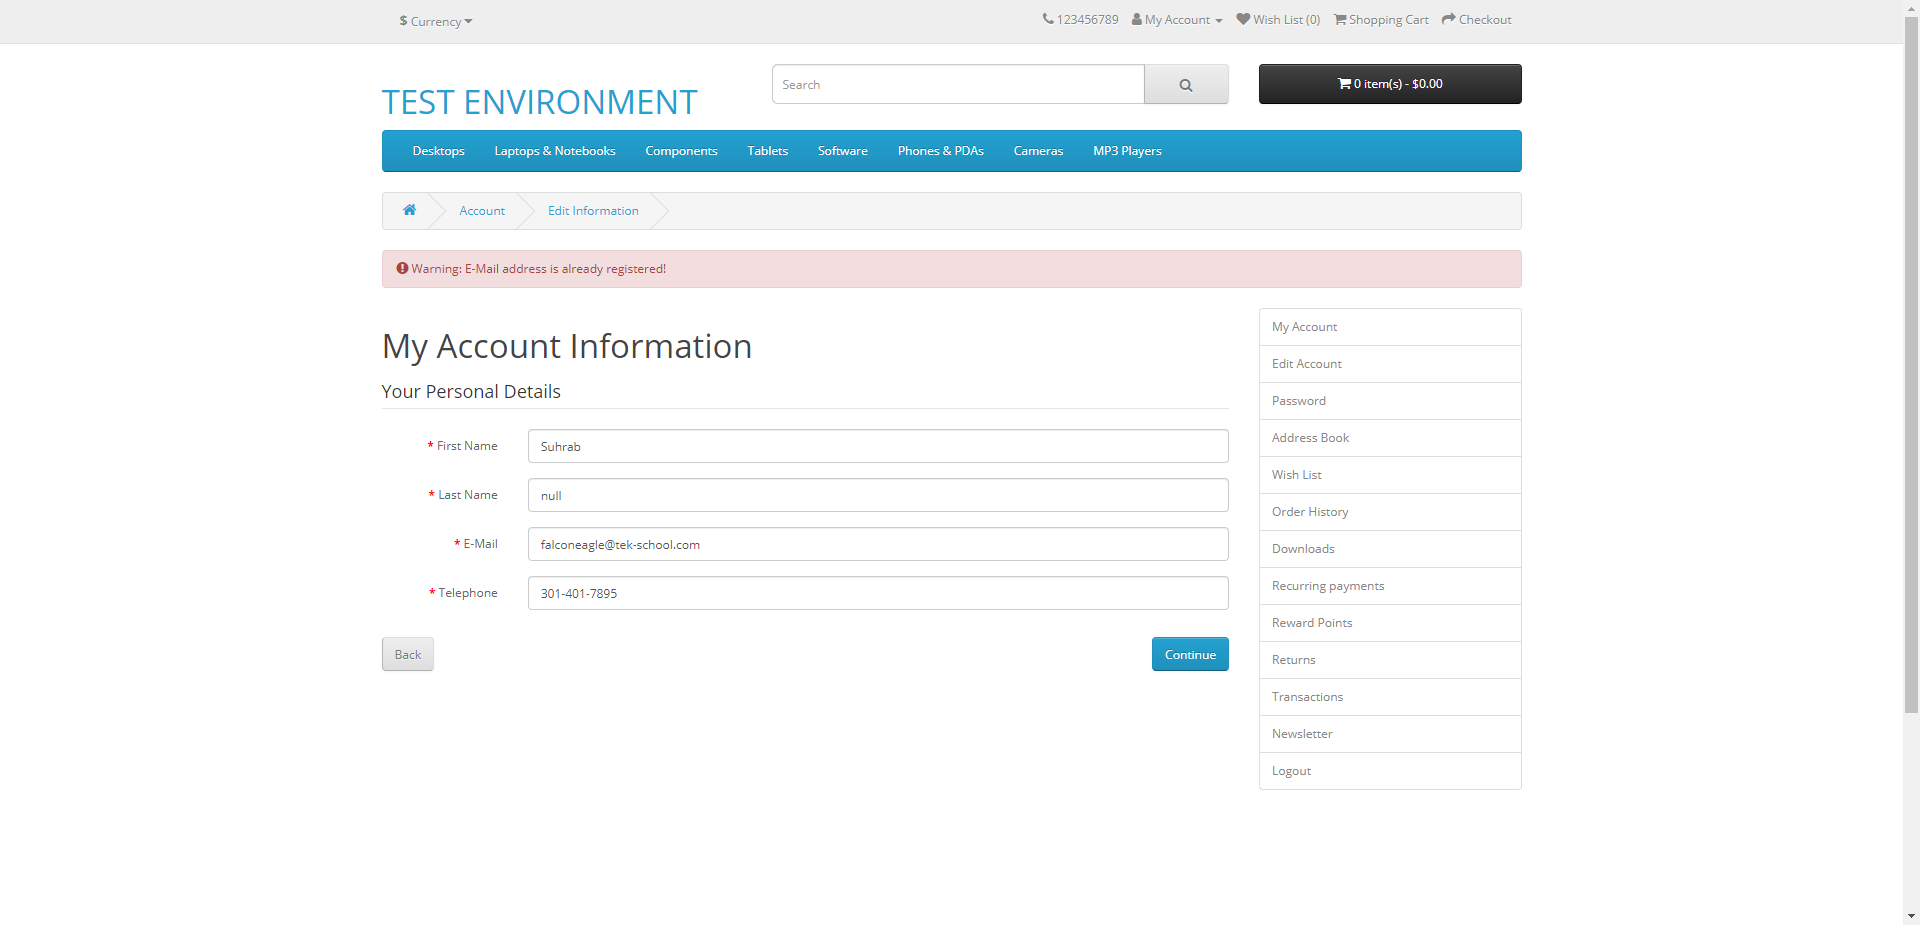 $ Currency
123456789 My Account Wish List (0) Shopping Cart Checkout
TEST ENVIRONMENT
Search
0 item(s) - $0.00
Desktops Laptops & Notebooks Components Tablets Software Phones & PDAs Cameras MP3 Players
Account Edit Information
Warning: E-Mail address is already registered!
My Account Information
Your Personal Details
* First Name Suhrab
* Last Name null
* E-Mail falconeagle@tek-school.com
* Telephone 301-401-7895
Back Continue
My Account
Edit Account
Password
Address Book
Wish List
Order History
Downloads
Recurring payments
Reward Points
Returns
Transactions
Newsletter
Logout